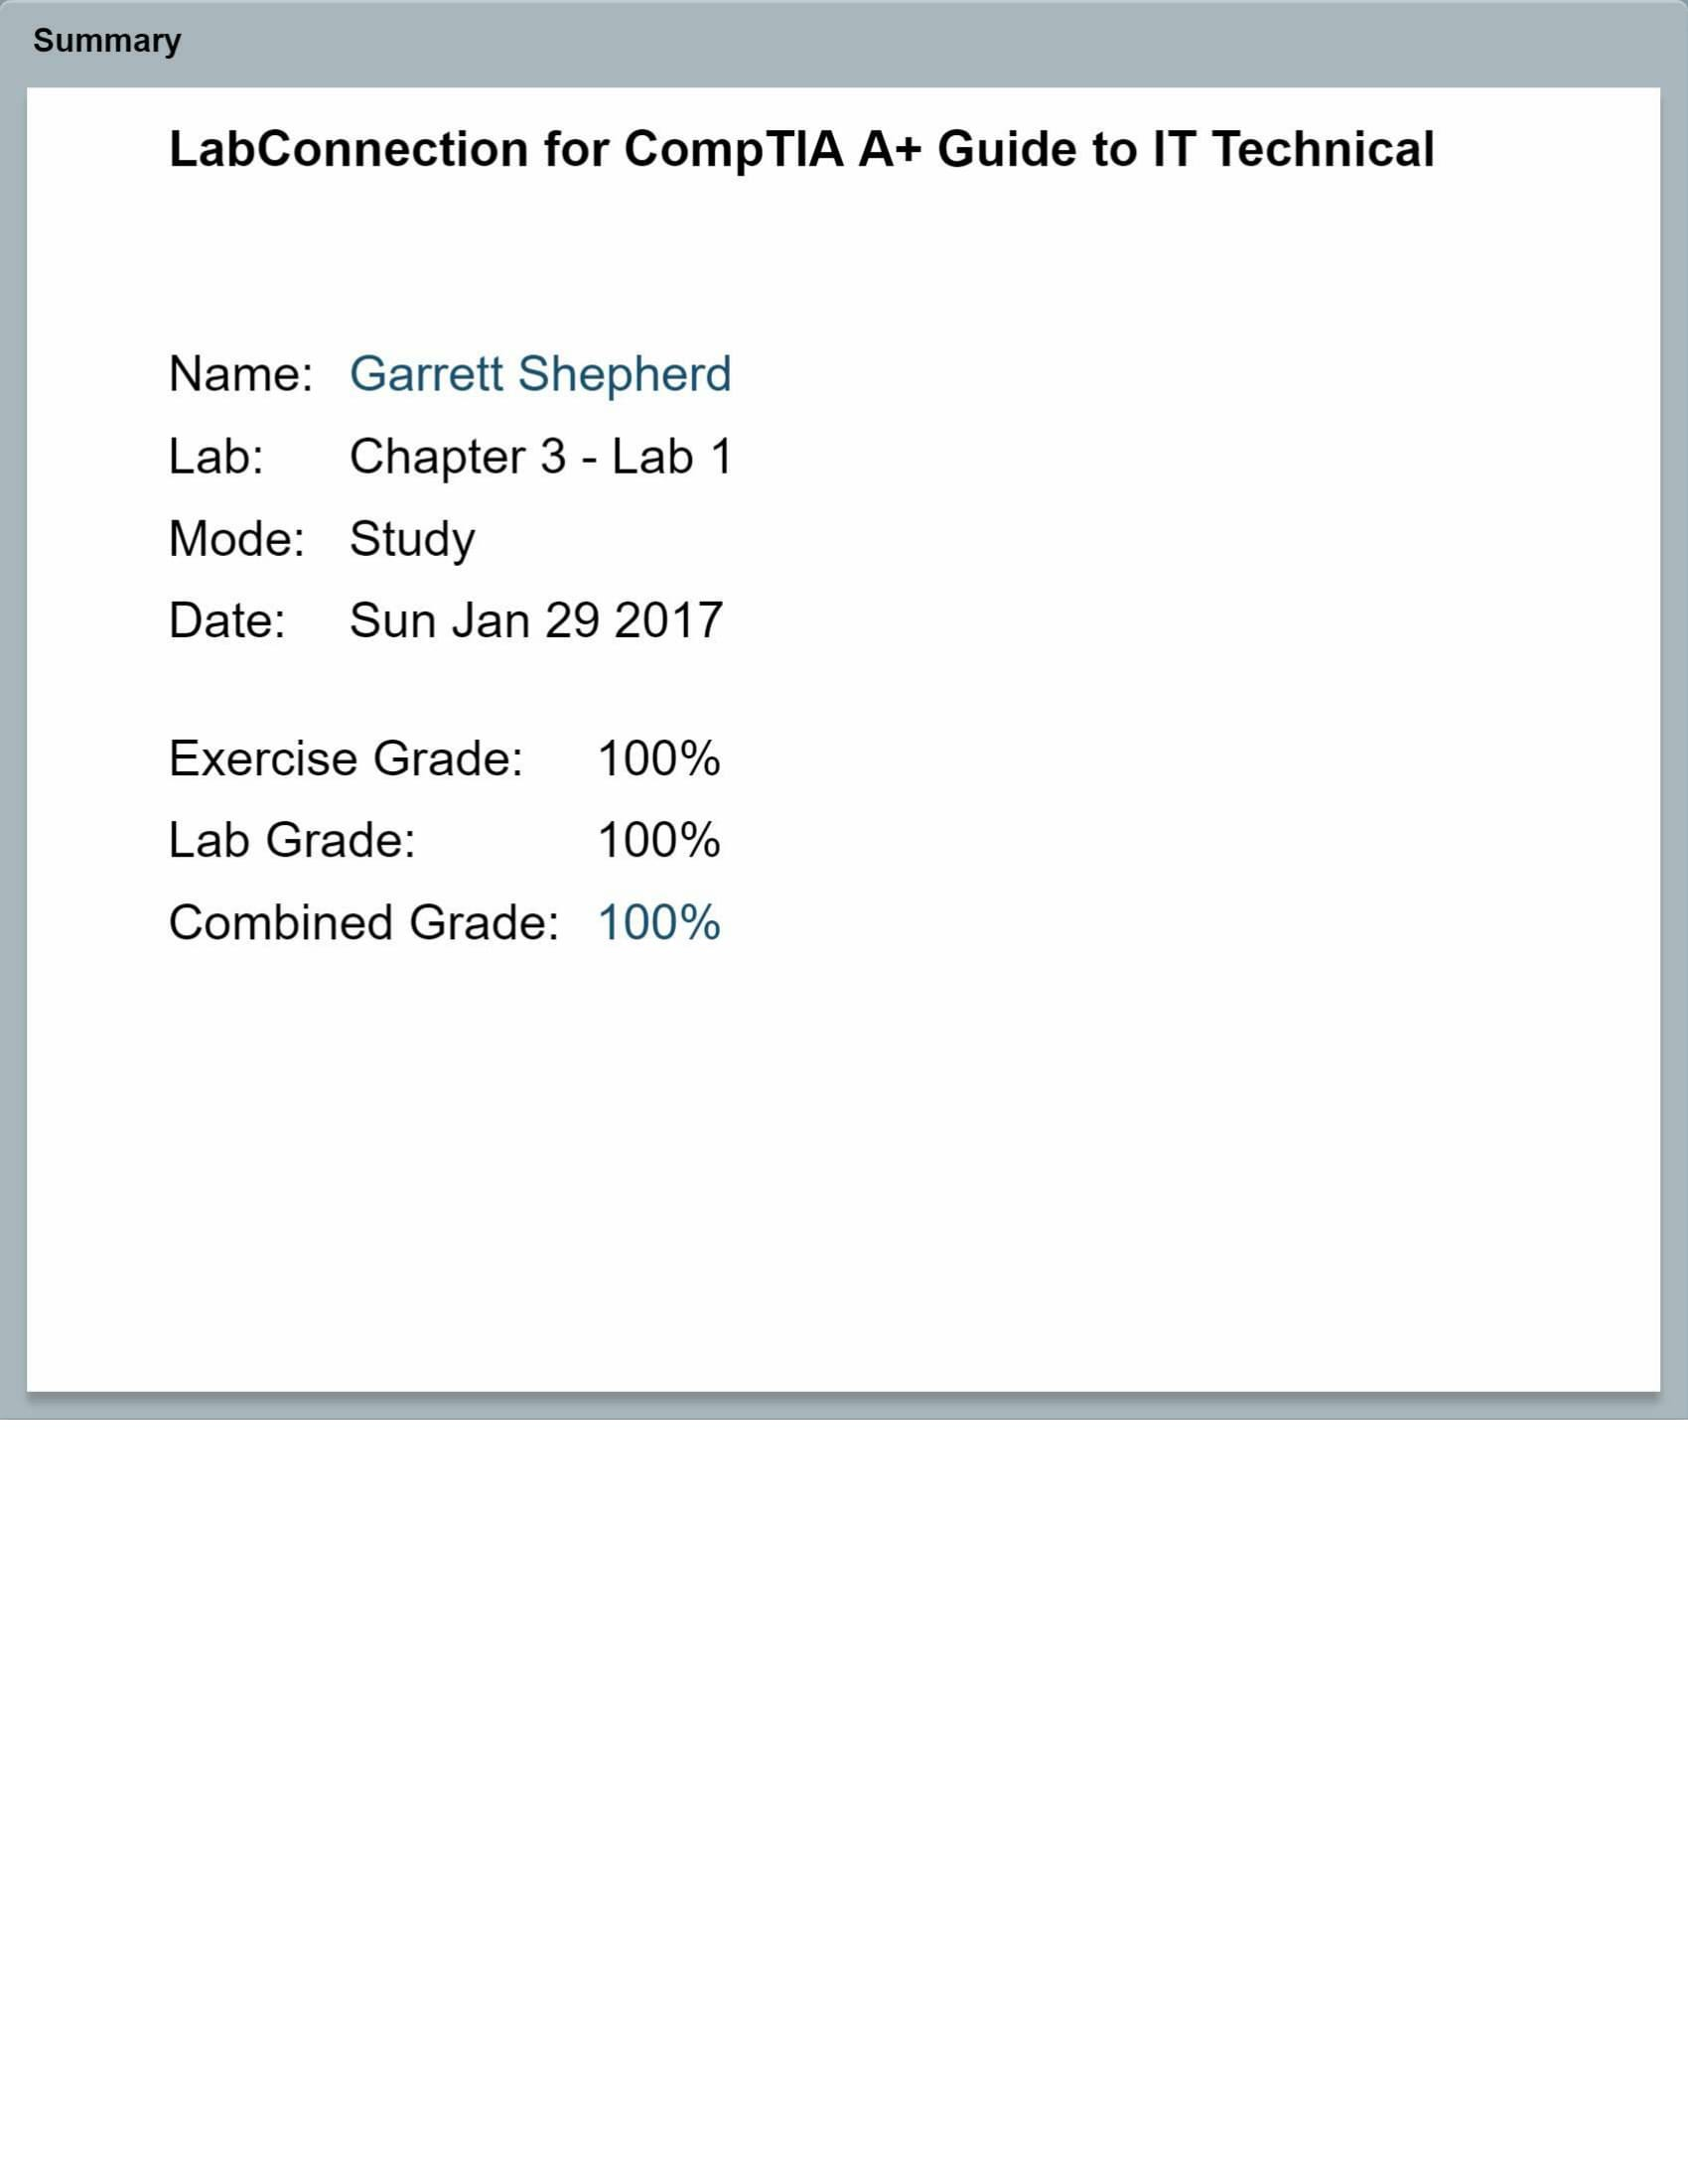 Summary
LabConnection for CompTIA A+ Guide to IT Technical
Name: Garrett Shepherd
Lab: Chapter 3 - Lab 1
Mode: Study
Date: Sun Jan 29 2017
Exercise Grade: 100%
Lab Grade: 100%
Combined Grade: 100%